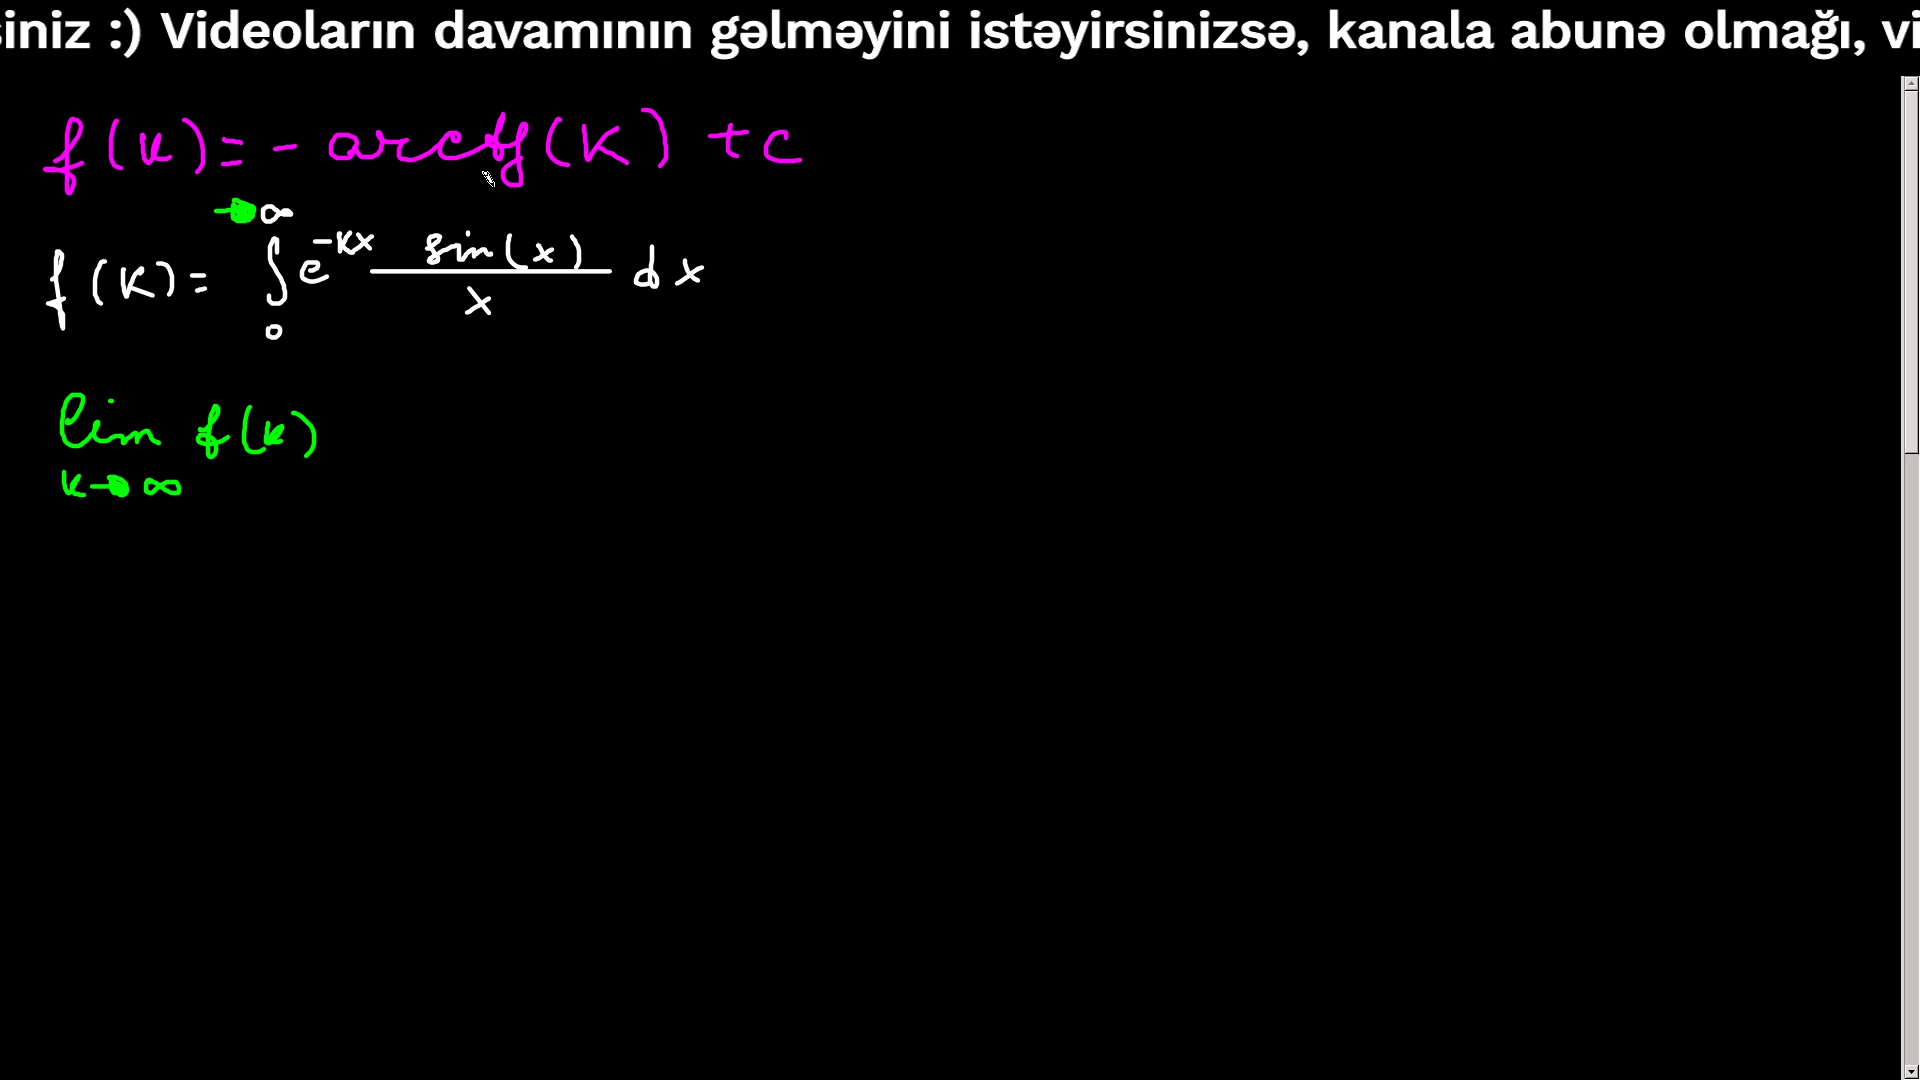 siniz :) Videoların davamının gəlməyini istəyirsinizsə, kanala abunə olmağı, vi
f(k) = - arctg(k) + c
f(k) = ∫₀^∞ e^(-kx) sin(x)/x dx
lim f(k)
k→∞